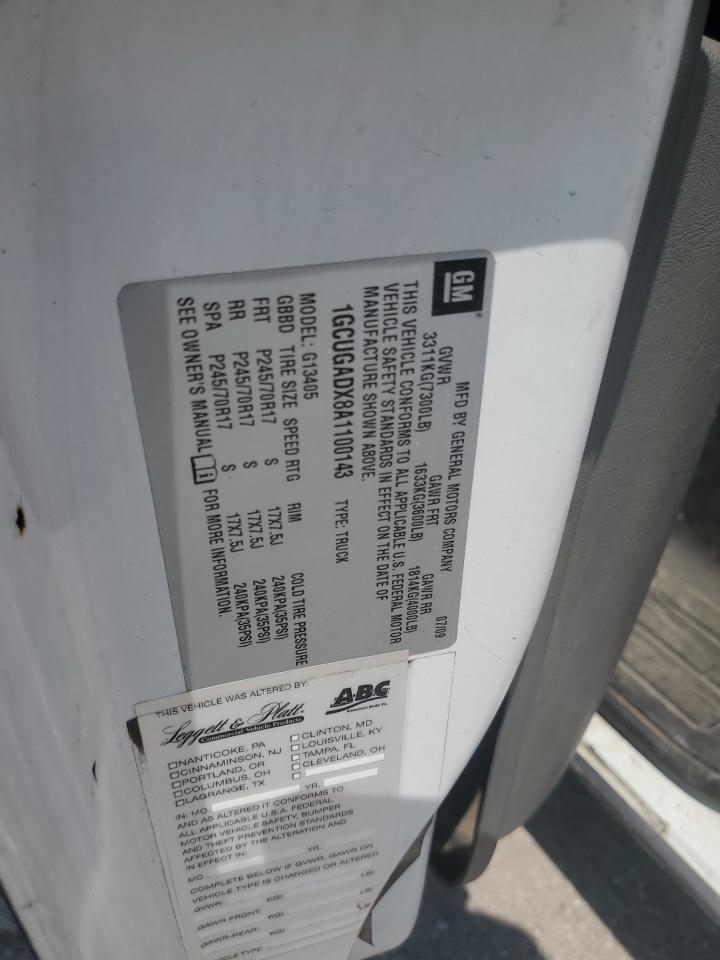 GM
MFD BY GENERAL MOTORS COMPANY 07/09
GVWR GAWR FRT GAWR RR
3311KG(7300LB) 1633KG(3600LB) 1814KG(4000LB)
THIS VEHICLE CONFORMS TO ALL APPLICABLE U.S. FEDERAL MOTOR
VEHICLE SAFETY STANDARDS IN EFFECT ON THE DATE OF
MANUFACTURE SHOWN ABOVE.
1GCUGADX8A1100143 TYPE: TRUCK
MODEL: G13405
GBBD TIRE SIZE SPEED RTG RIM COLD TIRE PRESSURE
FRT P245/70R17 S 17X7.5J 240KPA(35PSI)
RR P245/70R17 S 17X7.5J 240KPA(35PSI)
SPA P245/70R17 S 17X7.5J 240KPA(35PSI)
SEE OWNER'S MANUAL FOR MORE INFORMATION.
THIS VEHICLE WAS ALTERED BY:
Leggett & Platt®
Commercial Vehicle Products
ABC
America's Body Co.
NANTICOKE, PA
CINNAMINSON, NJ
PORTLAND, OR
COLUMBUS, OH
LAGRANGE, TX
CLINTON, MD
LOUISVILLE, KY
TAMPA, FL
CLEVELAND, OH
IN: MO. YR.
AND AS ALTERED IT CONFORMS TO
ALL APPLICABLE U.S.A. FEDERAL
MOTOR VEHICLE SAFETY, BUMPER
AND THEFT PREVENTION STANDARDS
AFFECTED BY THE ALTERATION AND
IN EFFECT IN:
MO. YR.
COMPLETE BELOW IF GVWR, GAWR OR
VEHICLE TYPE IS CHANGED OR ALTERED
GVWR: KG( LB)
GAWR FRONT: KG( LB)
GAWR-REAR: KG( LB
VEHICLE TYPE: